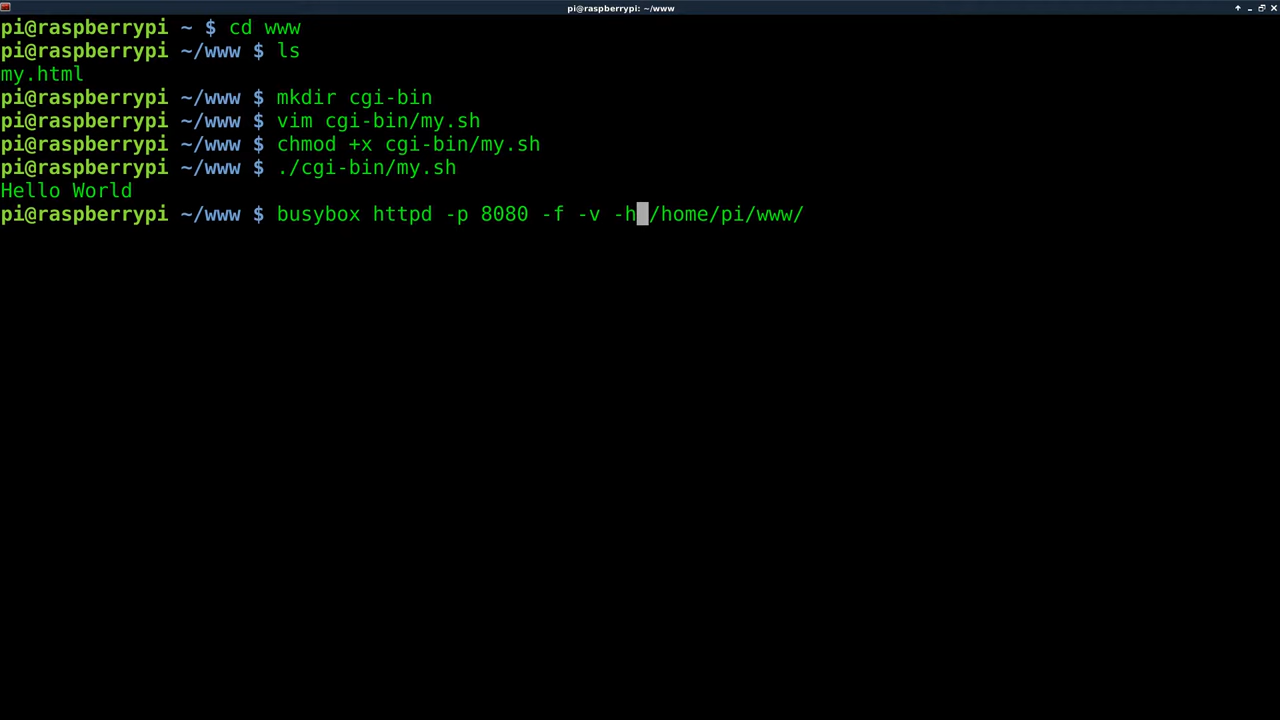 pi@raspberrypi: ~/www
pi@raspberrypi ~ $ cd www
pi@raspberrypi ~/www $ ls
my.html
pi@raspberrypi ~/www $ mkdir cgi-bin
pi@raspberrypi ~/www $ vim cgi-bin/my.sh
pi@raspberrypi ~/www $ chmod +x cgi-bin/my.sh
pi@raspberrypi ~/www $ ./cgi-bin/my.sh
Hello World
pi@raspberrypi ~/www $ busybox httpd -p 8080 -f -v -h /home/pi/www/